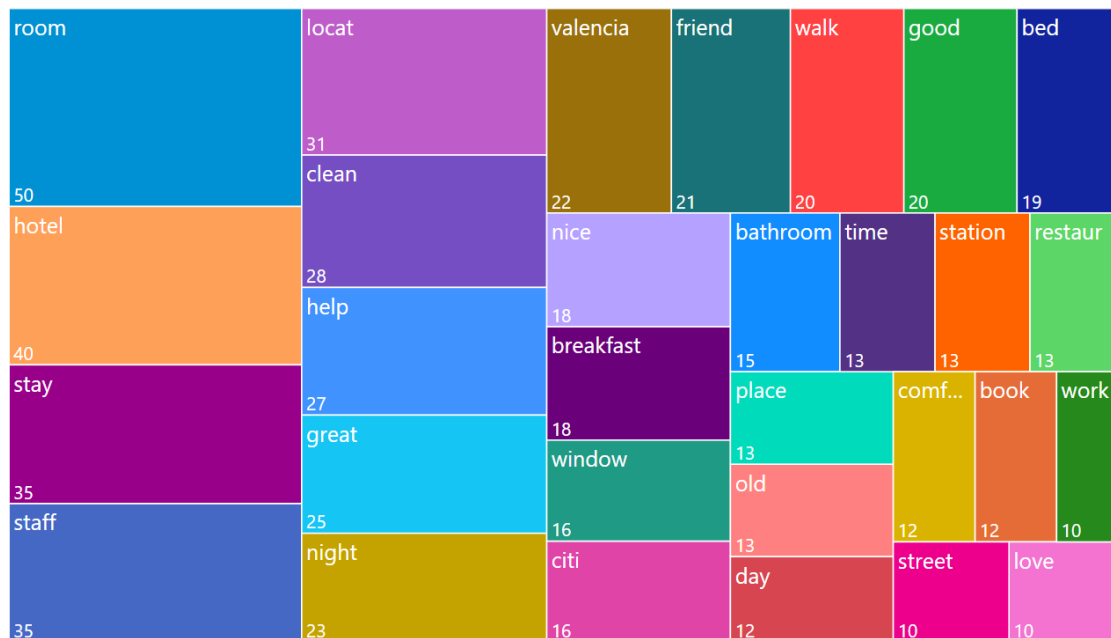 room
50
hotel
40
stay
35
staff
35
locat
31
clean
28
help
27
great
25
night
23
valencia
22
friend
21
walk
20
good
20
bed
19
nice
18
breakfast
18
window
16
citi
16
bathroom
15
time
13
station
13
restaur
13
place
13
old
13
day
12
comf...
12
book
12
work
10
street
10
love
10